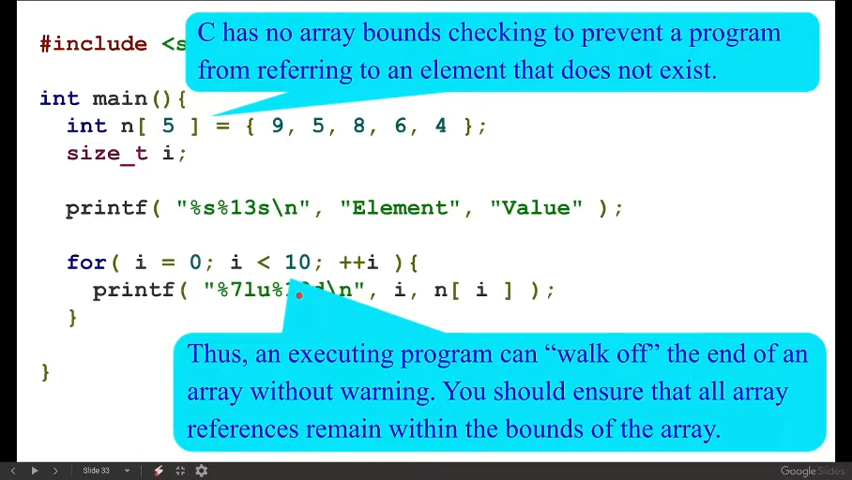 #include <s
C has no array bounds checking to prevent a program
from referring to an element that does not exist.
int main(){
int n[ 5 ] = { 9, 5, 8, 6, 4 };
size_t i;
printf( "%s%13s\n", "Element", "Value" );
for( i = 0; i < 10; ++i ){
printf( "%7lu% d\n", i, n[ i ] );
}
Thus, an executing program can “walk off” the end of an
array without warning. You should ensure that all array
references remain within the bounds of the array.
}
Slide 33
Google Slides